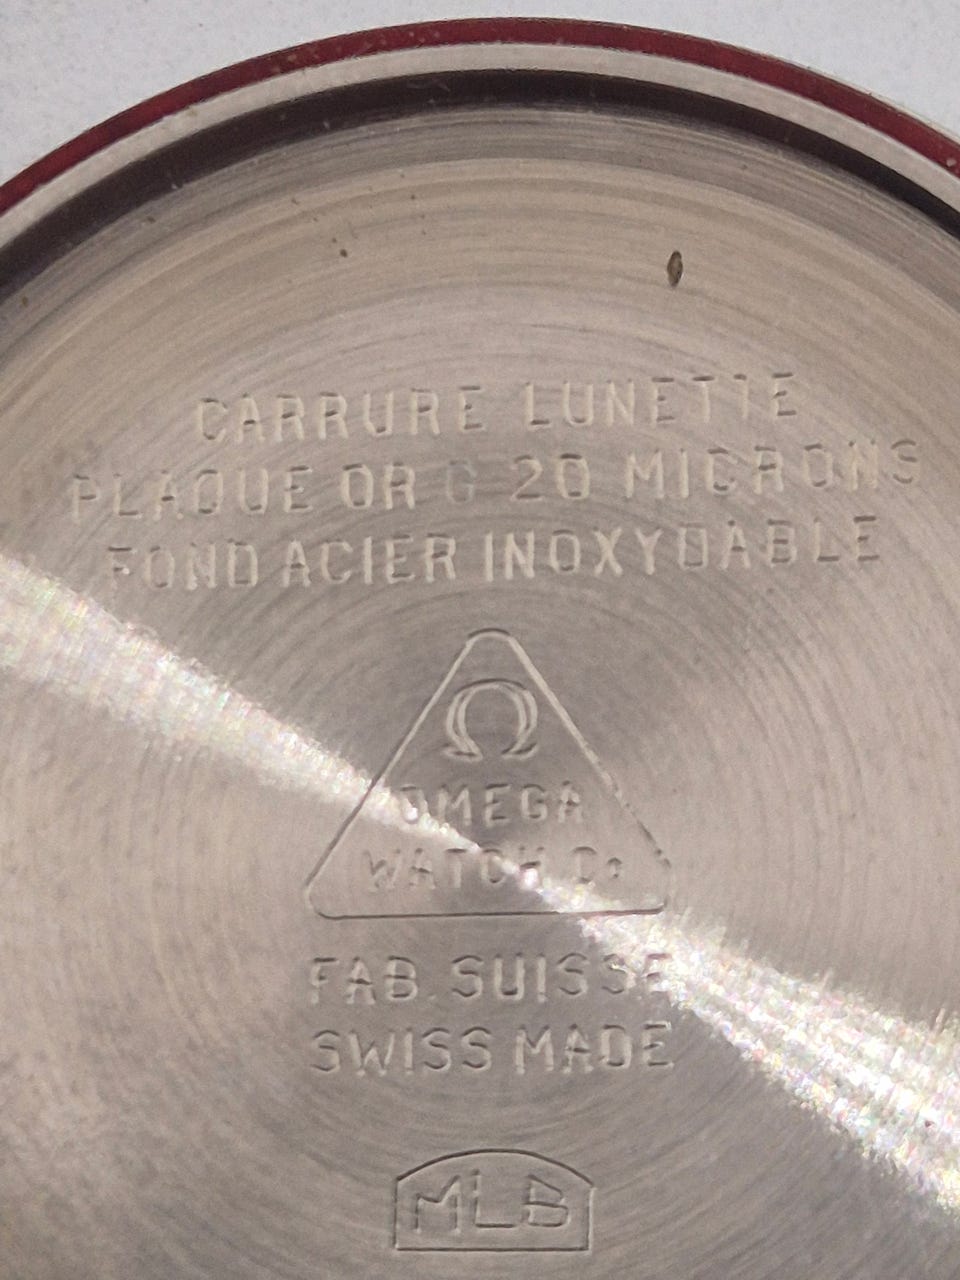 CARRURE LUNETTE
PLAQUE OR G 20 MICRONS
FOND ACIER INOXYDABLE
Ω
OMEGA
WATCH Co
FAB. SUISSE
SWISS MADE
MLB